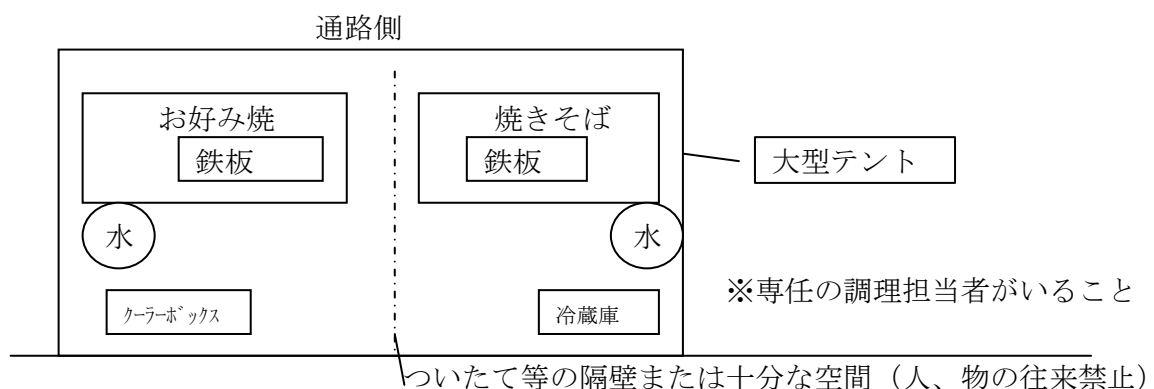 通路側
お好み焼
鉄板
焼きそば
鉄板
大型テント
水
水
ｸｰﾗｰﾎﾞｯｸｽ
冷蔵庫
※専任の調理担当者がいること
ついたて等の隔壁または十分な空間（人、物の往来禁止）